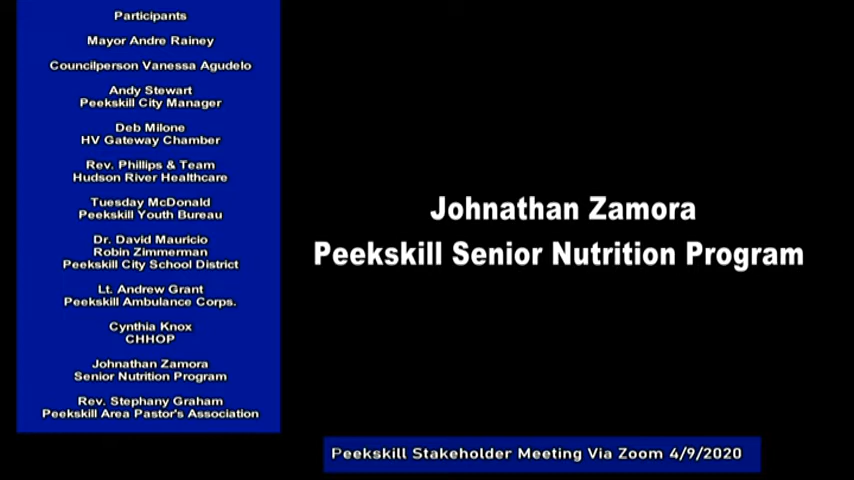 Participants
Mayor Andre Rainey
Councilperson Vanessa Agudelo
Andy Stewart
Peekskill City Manager
Deb Milone
HV Gateway Chamber
Rev. Phillips & Team
Hudson River Healthcare
Tuesday McDonald
Peekskill Youth Bureau
Dr. David Mauricio
Robin Zimmerman
Peekskill City School District
Lt. Andrew Grant
Peekskill Ambulance Corps.
Cynthia Knox
CHHOP
Johnathan Zamora
Senior Nutrition Program
Rev. Stephany Graham
Peekskill Area Pastor's Association
Johnathan Zamora
Peekskill Senior Nutrition Program
Peekskill Stakeholder Meeting Via Zoom 4/9/2020